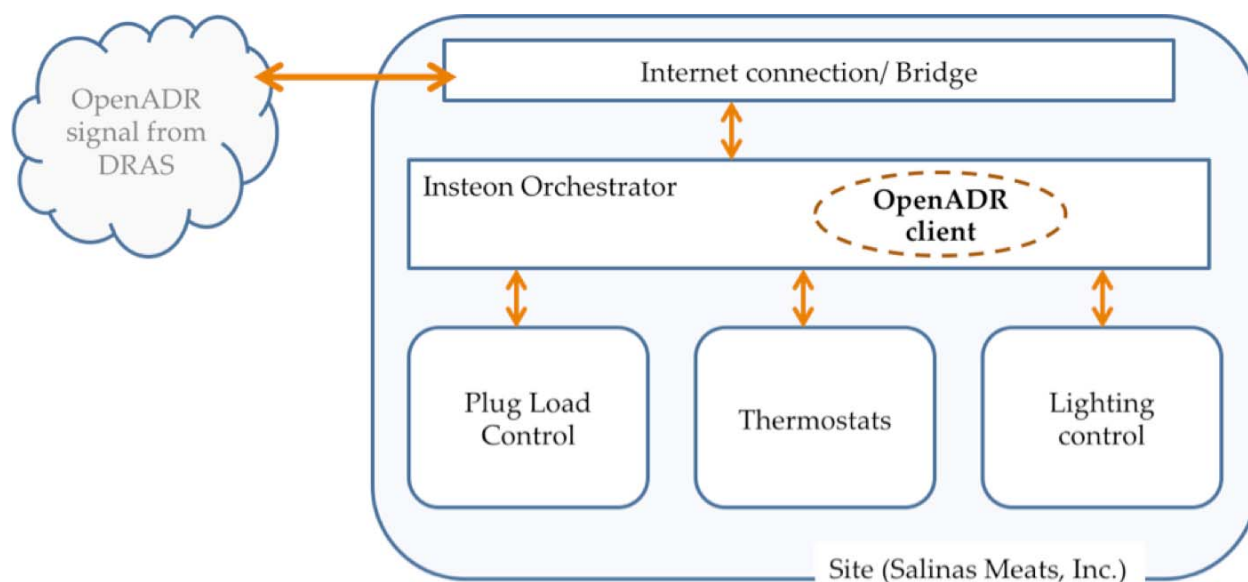 OpenADR
signal from
DRAS
Internet connection/ Bridge
Insteon Orchestrator
OpenADR
client
Plug Load
Control
Thermostats
Lighting
control
Site (Salinas Meats, Inc.)